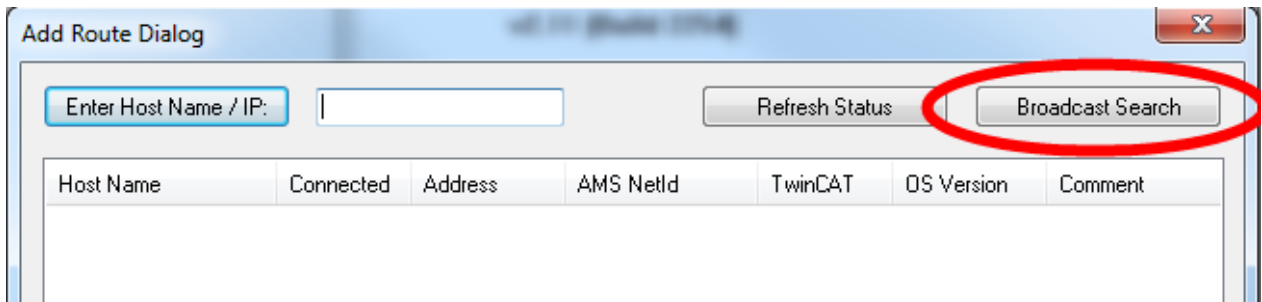 Add Route Dialog
Enter Host Name / IP:
Refresh Status
Broadcast Search
Host Name Connected Address AMS NetId TwinCAT OS Version Comment